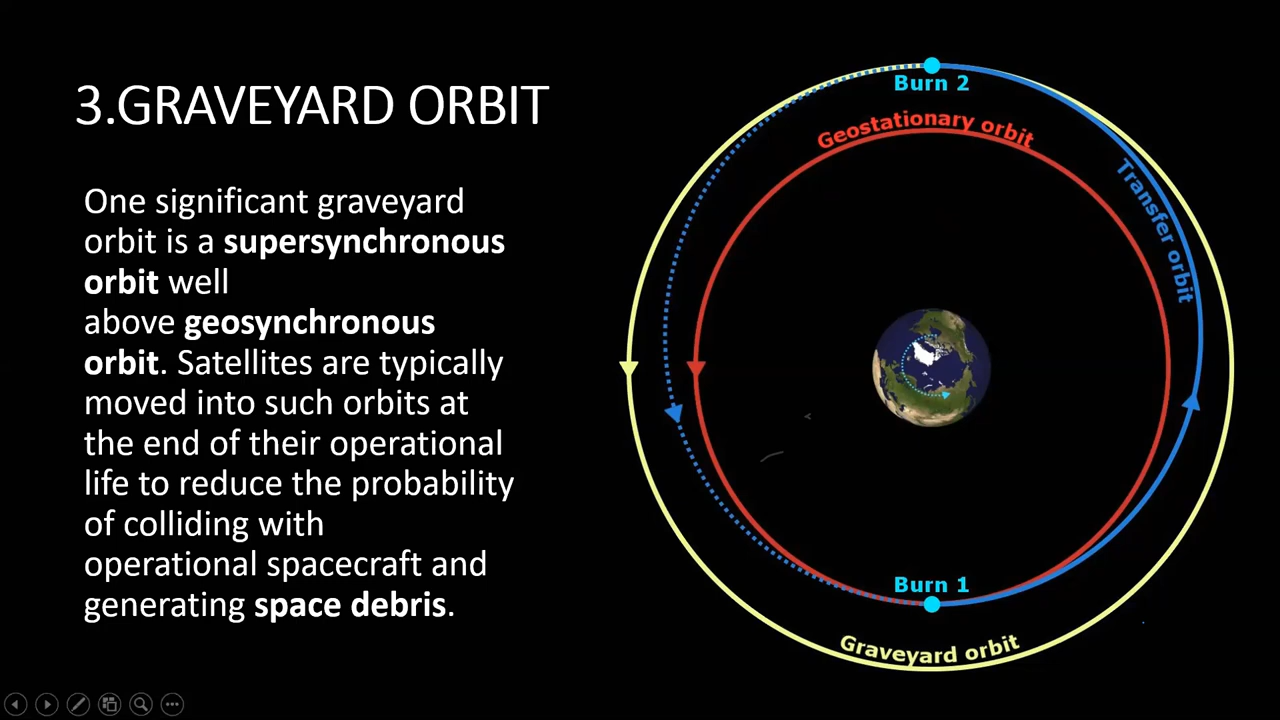 3.GRAVEYARD ORBIT
One significant graveyard
orbit is a supersynchronous
orbit well
above geosynchronous
orbit. Satellites are typically
moved into such orbits at
the end of their operational
life to reduce the probability
of colliding with
operational spacecraft and
generating space debris.
Burn 2
Geostationary orbit
Transfer orbit
Burn 1
Graveyard orbit